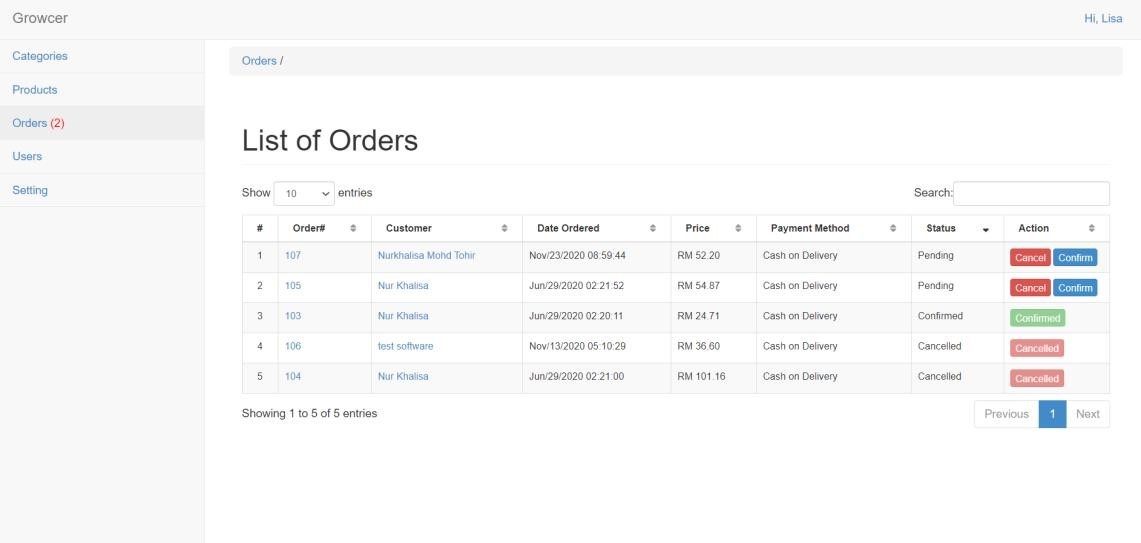 Growcer Hi, Lisa
Categories
Products
Orders (2)
Users
Setting
Orders /
List of Orders
Show 10 entries Search:
# Order# Customer Date Ordered Price Payment Method Status Action
1 107 Nurkhalisa Mohd Tohir Nov/23/2020 08:59:44 RM 52.20 Cash on Delivery Pending Cancel Confirm
2 105 Nur Khalisa Jun/29/2020 02:21:52 RM 54.87 Cash on Delivery Pending Cancel Confirm
3 103 Nur Khalisa Jun/29/2020 02:20:11 RM 24.71 Cash on Delivery Confirmed Confirmed
4 106 test software Nov/13/2020 05:10:29 RM 36.60 Cash on Delivery Cancelled Cancelled
5 104 Nur Khalisa Jun/29/2020 02:21:00 RM 101.16 Cash on Delivery Cancelled Cancelled
Showing 1 to 5 of 5 entries Previous 1 Next